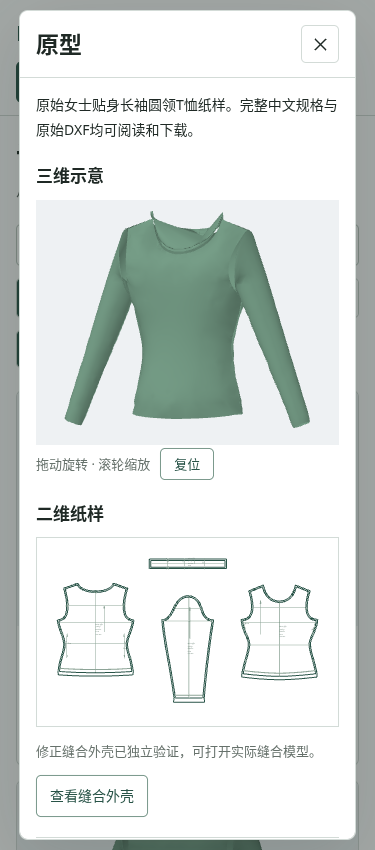 原型
原始女士贴身长袖圆领T恤纸样。完整中文规格与
原始DXF均可阅读和下载。
三维示意
拖动旋转 · 滚轮缩放
复位
二维纸样
修正缝合外壳已独立验证，可打开实际缝合模型。
查看缝合外壳